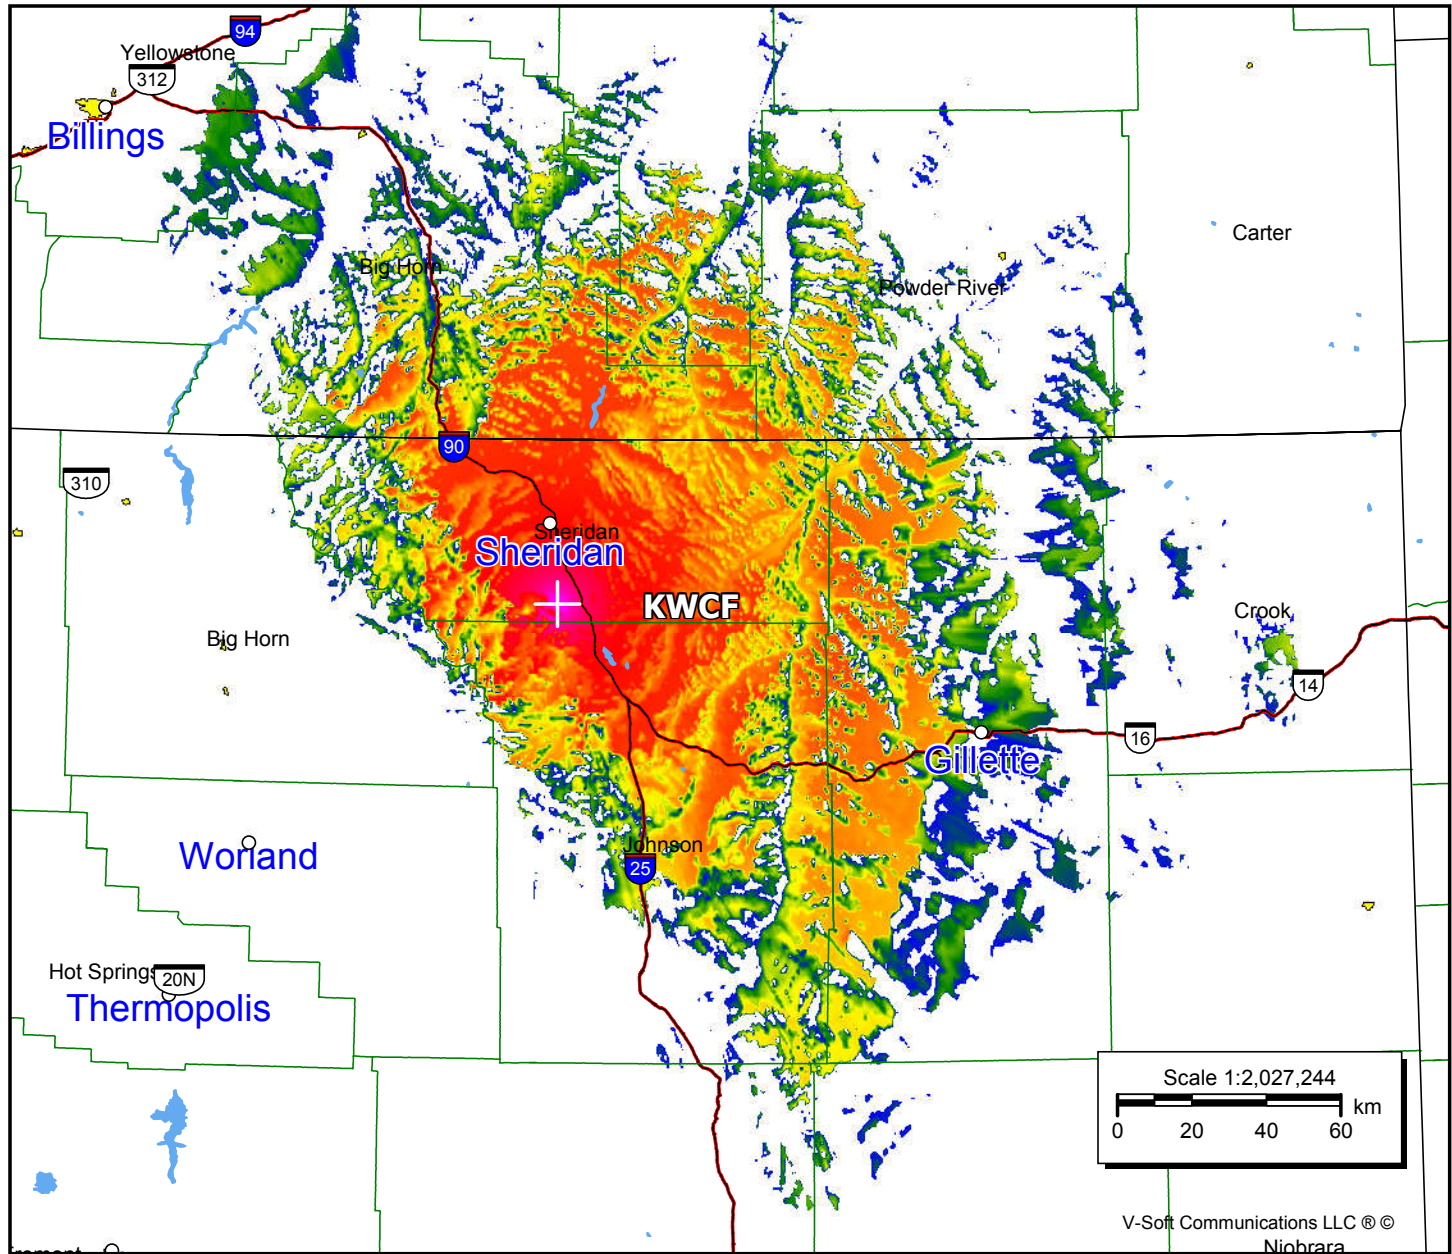 94
Yellowstone
312
Billings
Carter
Big Horn
Powder River
90
310
Sheridan
Sheridan
KWCF
Crook
Big Horn
14
16
Gillette
Johnson
Worland
25
Hot Springs
20N
Thermopolis
Scale 1:2,027,244
km
0 20 40 60
V-Soft Communications LLC ® ©
Niobrara